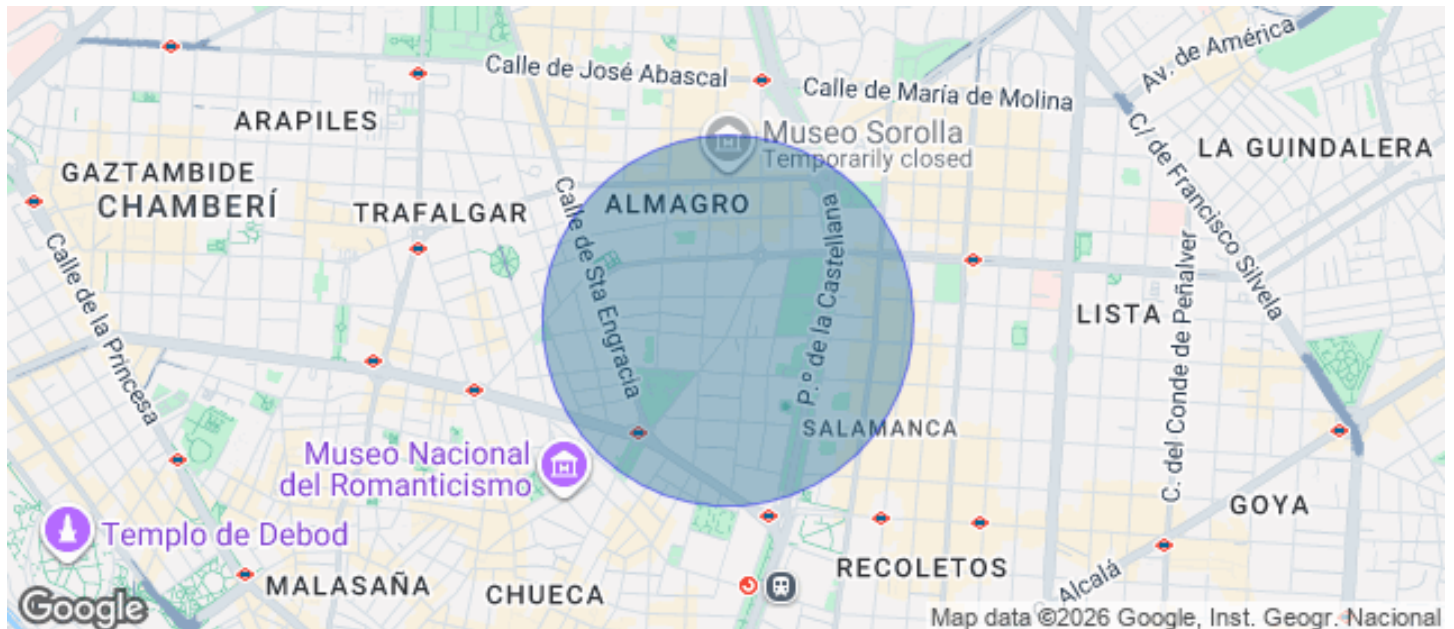 Calle de José Abascal
Av. de América
Calle de María de Molina
ARAPILES
Museo Sorolla
Temporarily closed
C/ de Francisco Silvela
LA GUINDALERA
GAZTAMBIDE
CHAMBERÍ
TRAFALGAR
ALMAGRO
Calle de Sta Engracia
P.º de la Castellana
Calle de la Princesa
LISTA
C. del Conde de Peñalver
SALAMANCA
Museo Nacional
del Romanticismo
GOYA
Templo de Debod
MALASAÑA
CHUECA
RECOLETOS
C. Alcalá
Google
Map data ©2026 Google, Inst. Geogr. Nacional